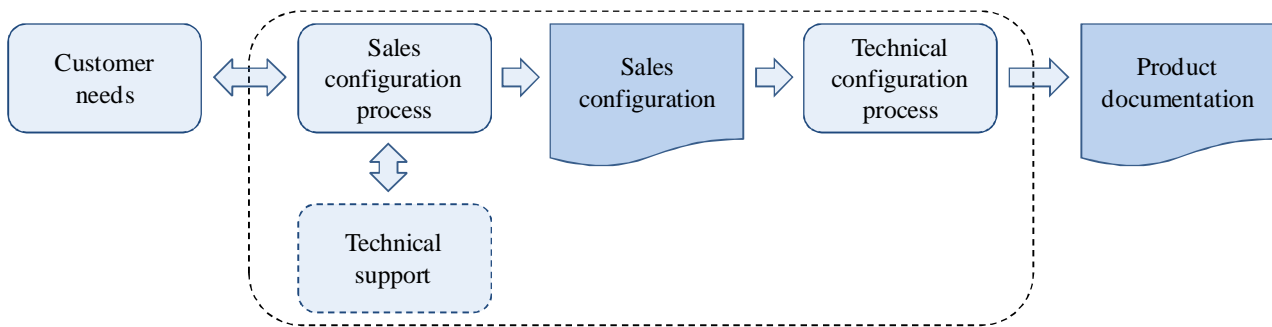 Customer
needs
Sales
configuration
process
Sales
configuration
Technical
configuration
process
Product
documentation
Technical
support